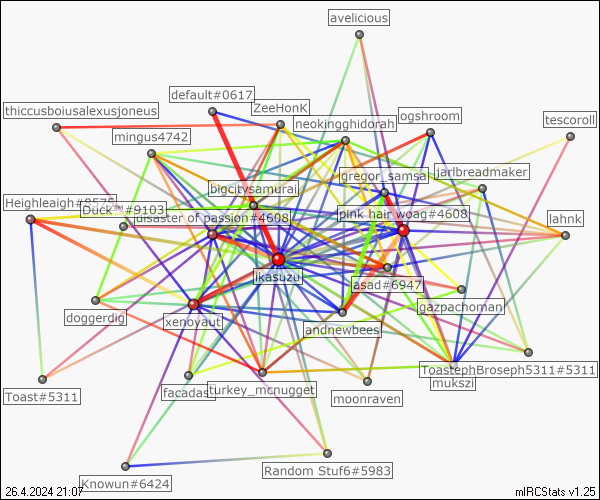 avelicious
default#0617
ZeeHonK
thiccusboiusalexusjoneus
ogshroom
tescoroll
neokingghidorah
mingus4742
gregor_samsa
jarlbreadmaker
bigcitysamurai
Heighleaigh#8575
Duck™#9103
disaster of passion#4608
pink hair woag#4608
lahnk
ikasuzu
asad#6947
gazpachoman
doggerdig
xenoyaut
andnewbees
ToastephBroseph5311#5311
mukszi
Toast#5311
turkey_mcnugget
moonraven
Random Stuf6#5983
Knowun#6424
26.4.2024 21:07
mIRCStats v1.25